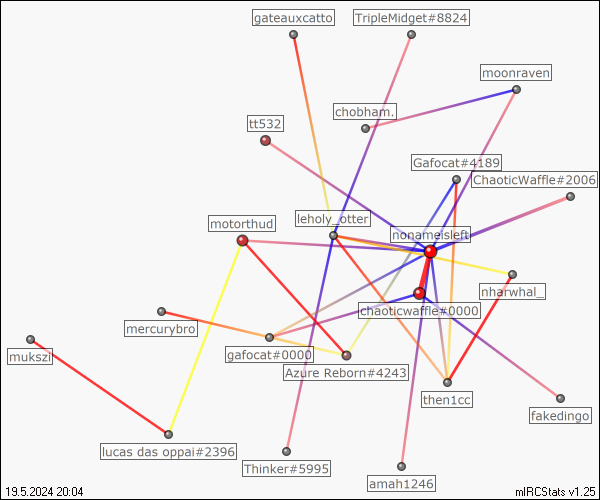 gateauxcatto
TripleMidget#8824
moonraven
chobham.
tt532
Gafocat#4189
ChaoticWaffle#2006
leholy_otter
motorthud
nonameisleft
nharwhal_
chaoticwaffle#0000
mercurybro
gafocat#0000
mukszi
Azure Reborn#4243
then1cc
fakedingo
lucas das oppai#2396
Thinker#5995
amah1246
19.5.2024 20:04
mIRCStats v1.25